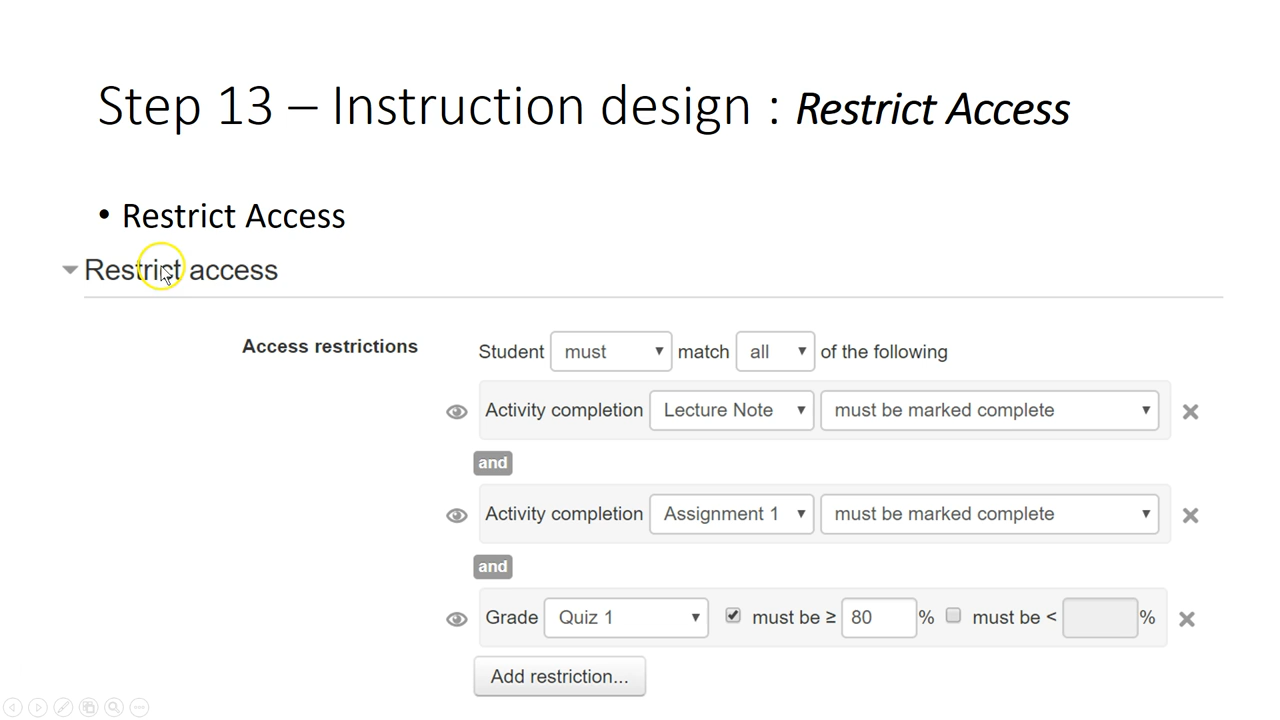 Step 13 – Instruction design : Restrict Access
• Restrict Access
Restrict access
Access restrictions
Student must match all of the following
Activity completion Lecture Note must be marked complete
and
Activity completion Assignment 1 must be marked complete
and
Grade Quiz 1 must be ≥ 80 % must be < %
Add restriction...